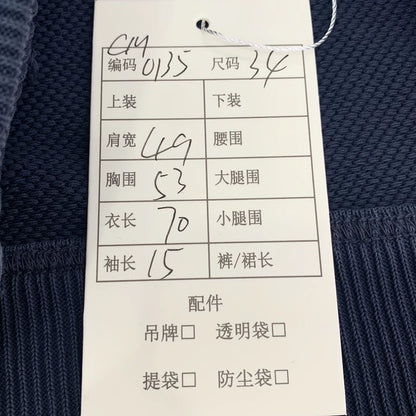 CM
编码 0135 尺码 34
上装 下装
肩宽 49 腰围
胸围 53 大腿围
衣长 70 小腿围
袖长 15 裤/裙长
配件
吊牌□ 透明袋□
提袋□ 防尘袋□